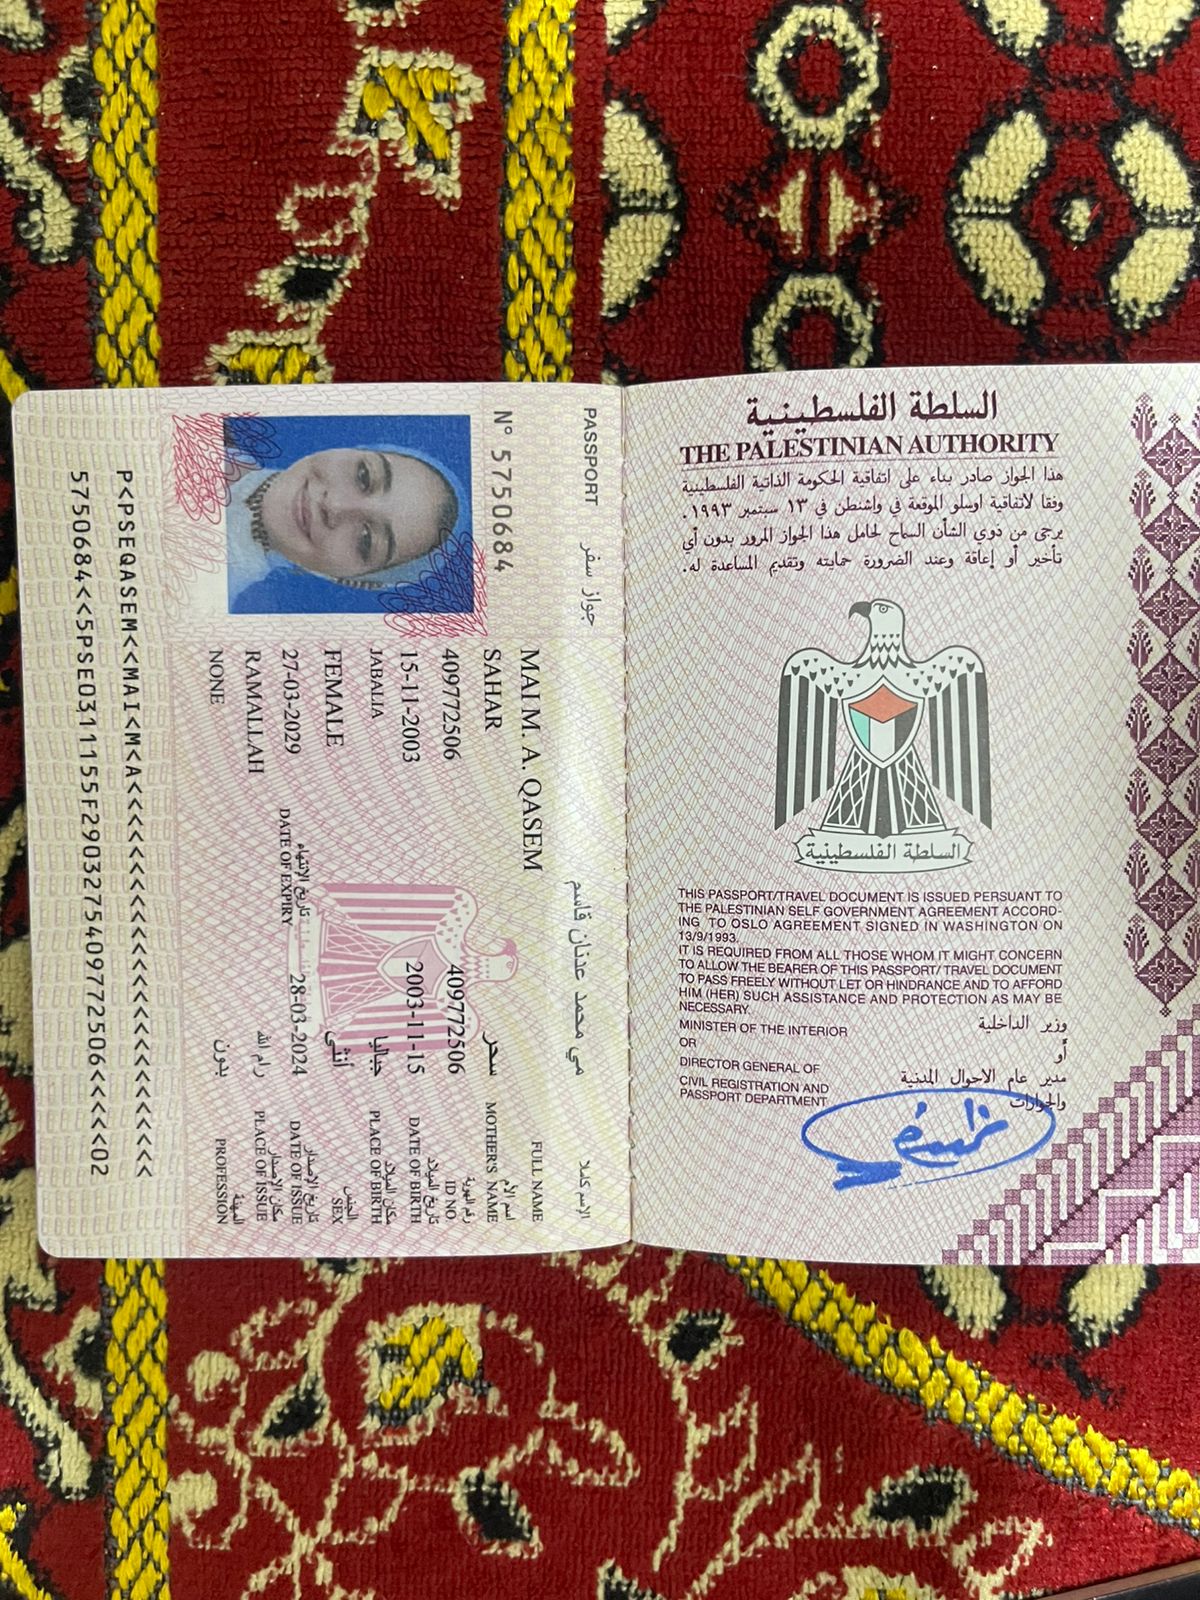 السلطة الفلسطينية
THE PALESTINIAN AUTHORITY
هذا الجواز صادر بناء على اتفاقية الحكومة الذاتية الفلسطينية
وفقا لاتفاقية اوسلو الموقعة في واشنطن في ١٣ سبتمبر ١٩٩٣.
يرجى من ذوي الشأن السماح لحامل هذا الجواز المرور بدون أي
تأخير أو إعاقة وعند الضرورة حمايته وتقديم المساعدة له.
السلطة الفلسطينية
THIS PASSPORT/TRAVEL DOCUMENT IS ISSUED PERSUANT TO
THE PALESTINIAN SELF GOVERNMENT AGREEMENT ACCORD-
ING TO OSLO AGREEMENT SIGNED IN WASHINGTON ON
13/9/1993.
IT IS REQUIRED FROM ALL THOSE WHOM IT MIGHT CONCERN
TO ALLOW THE BEARER OF THIS PASSPORT/ TRAVEL DOCUMENT
TO PASS FREELY WITHOUT LET OR HINDRANCE AND TO AFFORD
HIM (HER) SUCH ASSISTANCE AND PROTECTION AS MAY BE
NECESSARY.
وزير الداخلية
MINISTER OF THE INTERIOR
أو
OR
مدير عام الاحوال المدنية
DIRECTOR GENERAL OF
والجوازات
CIVIL REGISTRATION AND
PASSPORT DEPARTMENT
PASSPORT جواز سفر
N° 5750684
مي محمد عدنان قاسم الاسم كاملا
MAI M. A. QASEM FULL NAME
سحر اسم الأم
SAHAR MOTHER'S NAME
رقم الهوية
409772506 409772506 ID NO
تاريخ الميلاد
15-11-2003 2003-11-15 DATE OF BIRTH
جباليا مكان الميلاد
JABALIA PLACE OF BIRTH
أنثى الجنس
FEMALE SEX
تاريخ الإنتهاء تاريخ الإصدار
27-03-2029 DATE OF EXPIRY 28-03-2024 DATE OF ISSUE
رام الله مكان الإصدار
RAMALLAH PLACE OF ISSUE
بدون المهنة
NONE PROFESSION
P<PSEQASEM<<MAI<M<A<<<<<<<<<<<<<<<<<<<<<<<<<
5750684<<5PSE0311155F2903275409772506<<<<<02